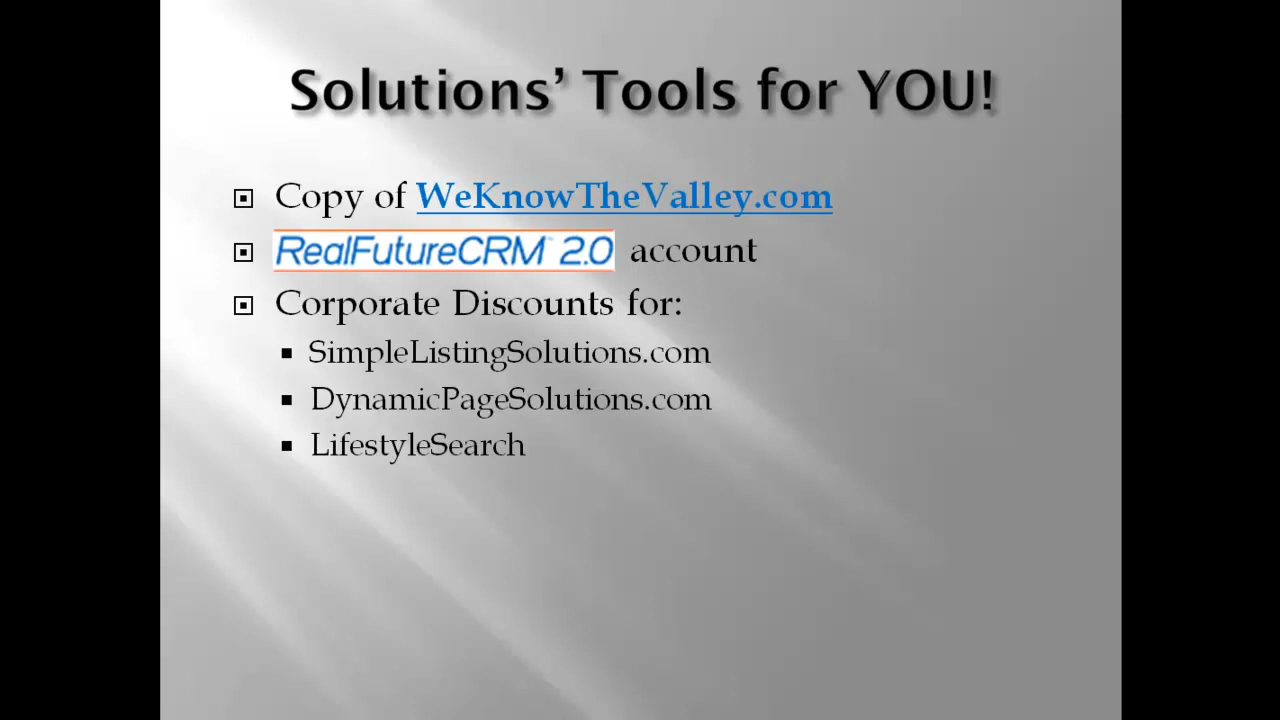 Solutions’ Tools for YOU!
Copy of WeKnowTheValley.com
RealFutureCRM™ 2.0 account
Corporate Discounts for:
SimpleListingSolutions.com
DynamicPageSolutions.com
LifestyleSearch